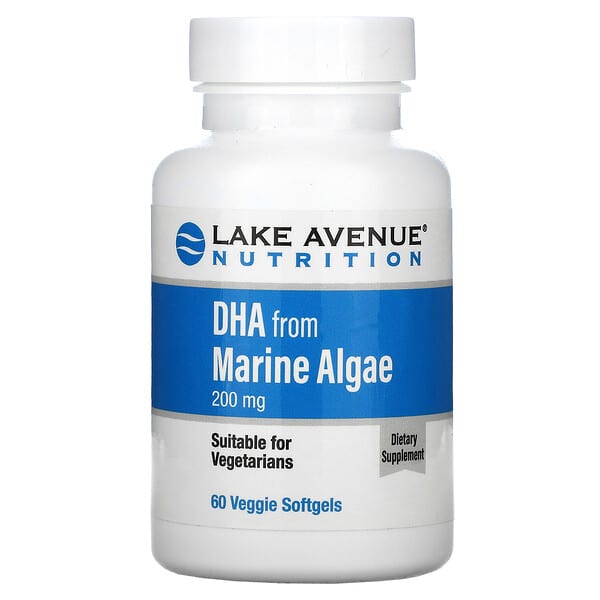 LAKE AVENUE®
NUTRITION
DHA from
Marine Algae
200 mg
Suitable for
Vegetarians
Dietary
Supplement
60 Veggie Softgels